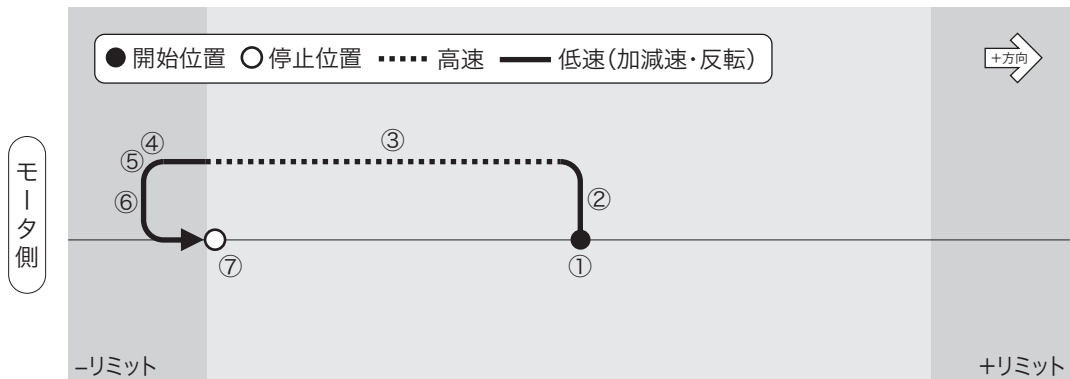 ●開始位置 ○停止位置 高速 低速(加減速・反転)
+方向
④
③
⑤
⑥
②
モータ側
⑦
①
−リミット
+リミット